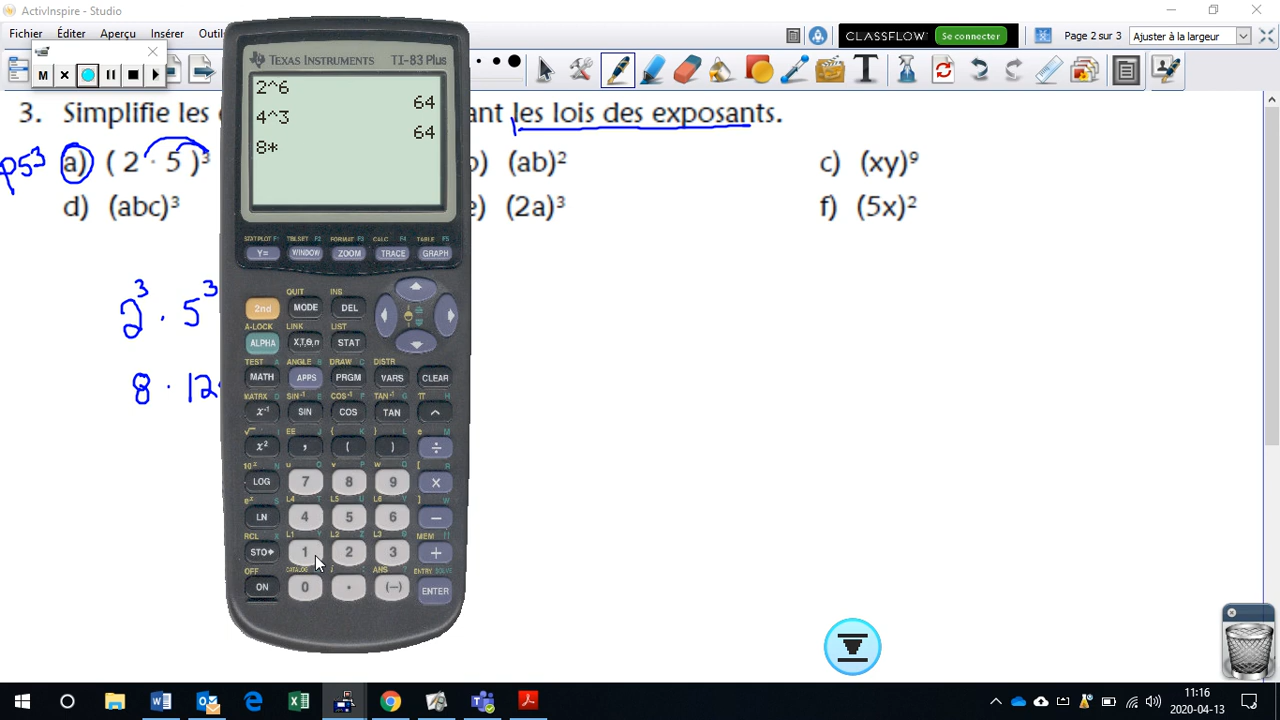 ActivInspire - Studio
Fichier Éditer Aperçu Insérer Outil
CLASSFLOW Se connecter Page 2 sur 3 Ajuster à la largeur
M
TEXAS INSTRUMENTS TI-83 Plus
2^6
64
4^3
64
8*
3. Simplifie les ant les lois des exposants.
p53 a) (2 · 5)³ b) (ab)² c) (xy)⁹
d) (abc)³ e) (2a)³ f) (5x)²
2³ · 5³
8 · 12
STAT PLOT F1 TBLSET F2 FORMAT F3 CALC F4 TABLE F5
Y= WINDOW ZOOM TRACE GRAPH
QUIT INS
2nd MODE DEL
A-LOCK LINK LIST
ALPHA X,T,Θ,n STAT
TEST A ANGLE B DRAW C DISTR
MATH APPS PRGM VARS CLEAR
MATRX D SIN⁻¹ E COS⁻¹ F TAN⁻¹ G π H
x⁻¹ SIN COS TAN ^
√ I EE J { K } L e M
x² , ( ) ÷
10ˣ N u O v P w Q [ R
LOG 7 8 9 ×
eˣ S L4 T L5 U L6 V ] W
LN 4 5 6 −
RCL X L1 Y L2 Z L3 θ MEM "
STO▸ 1 2 3 +
OFF CATALOG i ANS ? ENTRY SOLVE
ON 0 . (−) ENTER
11:16
2020-04-13